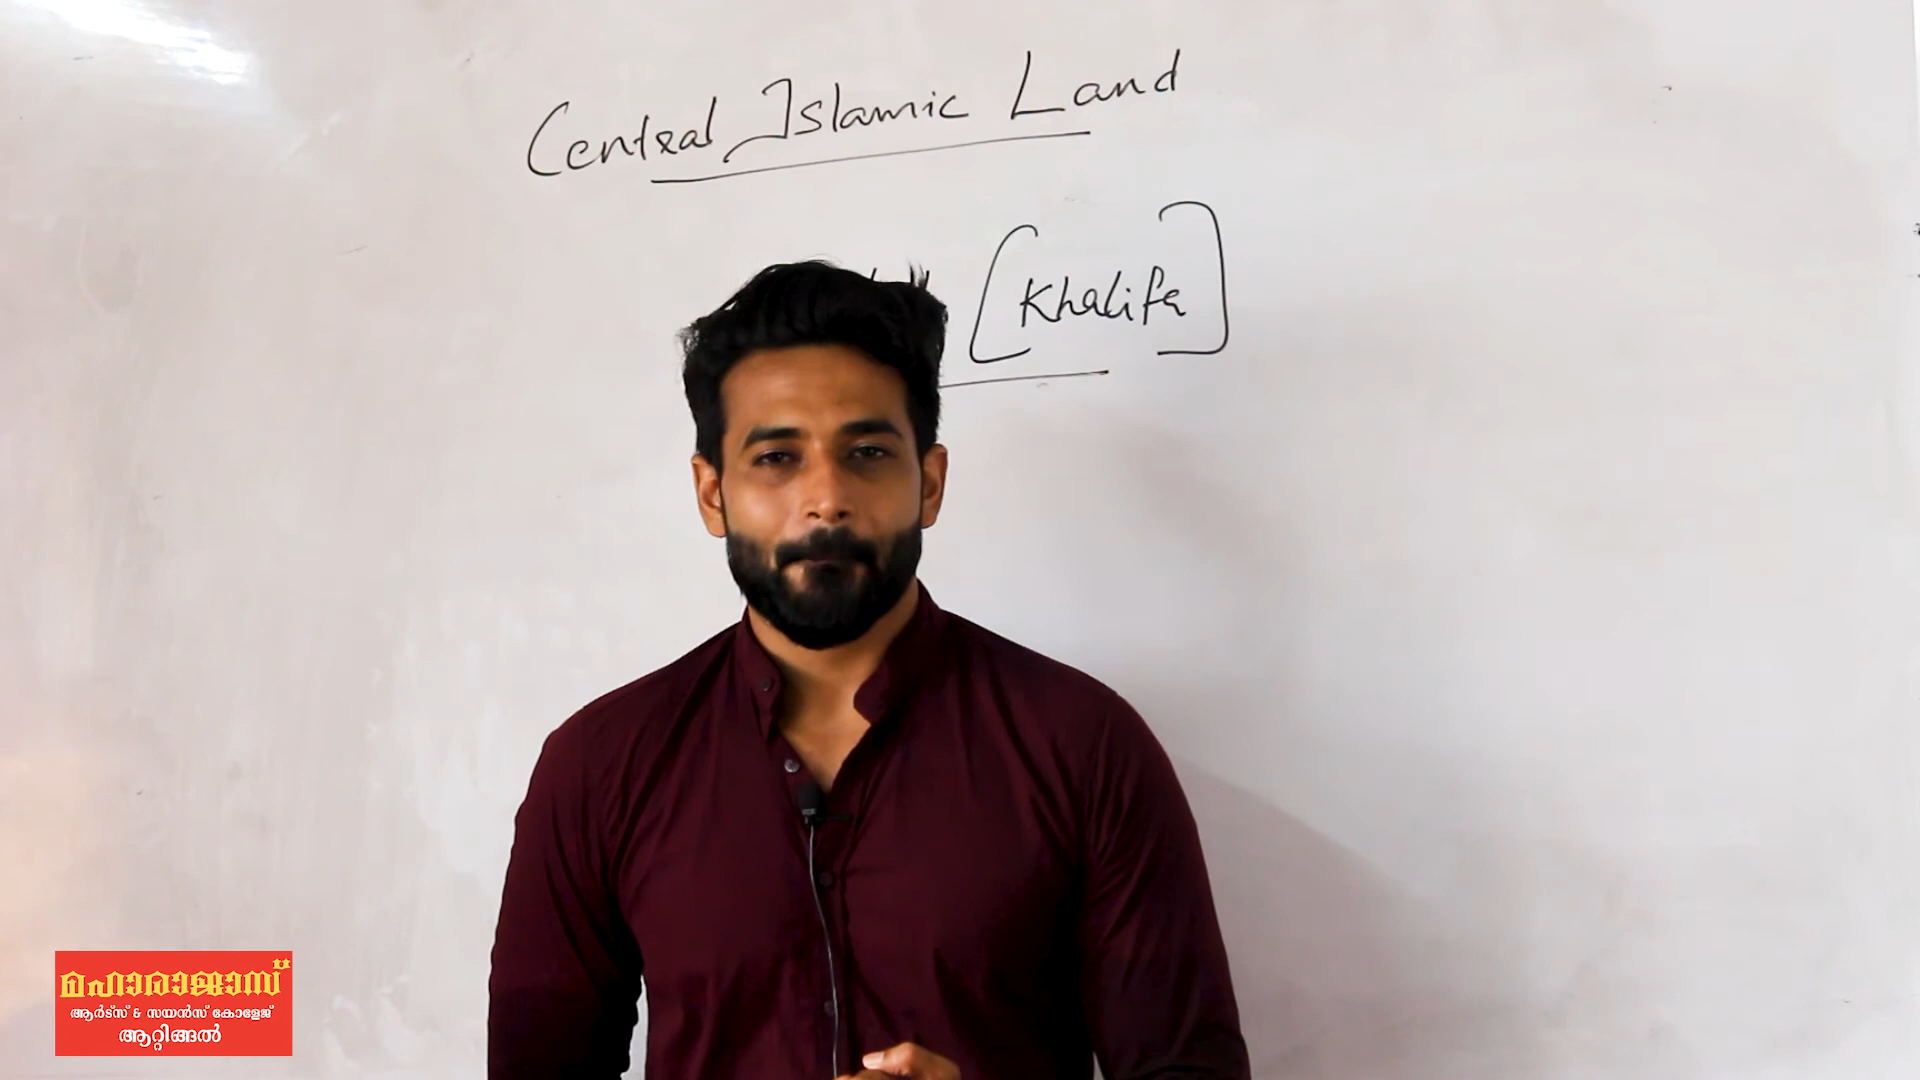 Central Islamic Land
[Khalifa]
മഹാരാജാസ്
ആർട്സ് & സയൻസ് കോളേജ്
ആറ്റിങ്ങൽ